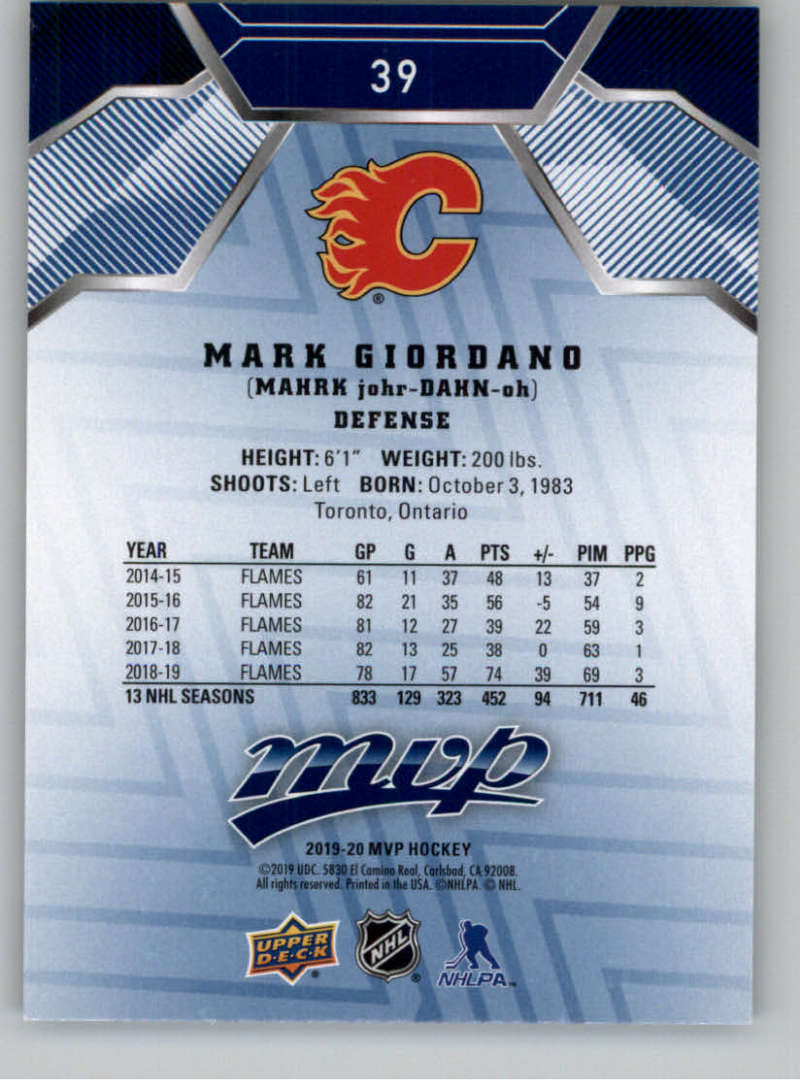 39
C
®
MARK GIORDANO
(MAHRK johr-DAHN-oh)
DEFENSE
HEIGHT: 6'1" WEIGHT: 200 lbs.
SHOOTS: Left BORN: October 3, 1983
Toronto, Ontario
YEAR TEAM GP G A PTS +/- PIM PPG
2014-15 FLAMES 61 11 37 48 13 37 2
2015-16 FLAMES 82 21 35 56 -5 54 9
2016-17 FLAMES 81 12 27 39 22 59 3
2017-18 FLAMES 82 13 25 38 0 63 1
2018-19 FLAMES 78 17 57 74 39 69 3
13 NHL SEASONS 833 129 323 452 94 711 46
mvp
2019-20 MVP HOCKEY
©2019 UDC. 5830 El Camino Real, Carlsbad, CA 92008.
All rights reserved. Printed in the USA. ©NHLPA. © NHL.
UPPER DECK® NHL® NHLPA™